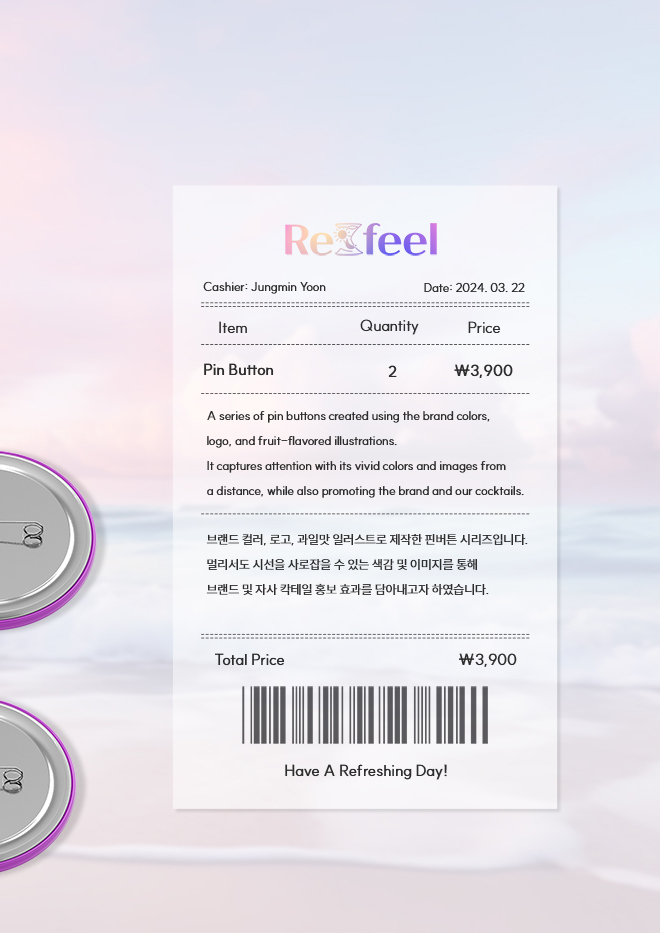 Refeel
Cashier: Jungmin Yoon Date: 2024. 03. 22
Item Quantity Price
Pin Button 2 ₩3,900
A series of pin buttons created using the brand colors,
logo, and fruit-flavored illustrations.
It captures attention with its vivid colors and images from
a distance, while also promoting the brand and our cocktails.
브랜드 컬러, 로고, 과일맛 일러스트로 제작한 핀버튼 시리즈입니다.
멀리서도 시선을 사로잡을 수 있는 색감 및 이미지를 통해
브랜드 및 자사 칵테일 홍보 효과를 담아내고자 하였습니다.
Total Price ₩3,900
Have A Refreshing Day!